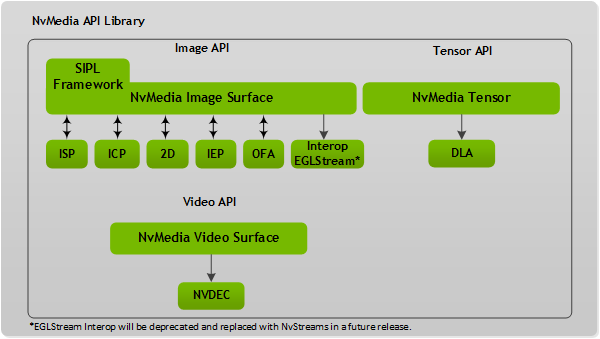 NvMedia API Library
Image API
Tensor API
SIPL
Framework
NvMedia Image Surface
NvMedia Tensor
ISP
ICP
2D
IEP
OFA
Interop
EGLStream*
DLA
Video API
NvMedia Video Surface
NVDEC
*EGLStream Interop will be deprecated and replaced with NvStreams in a future release.